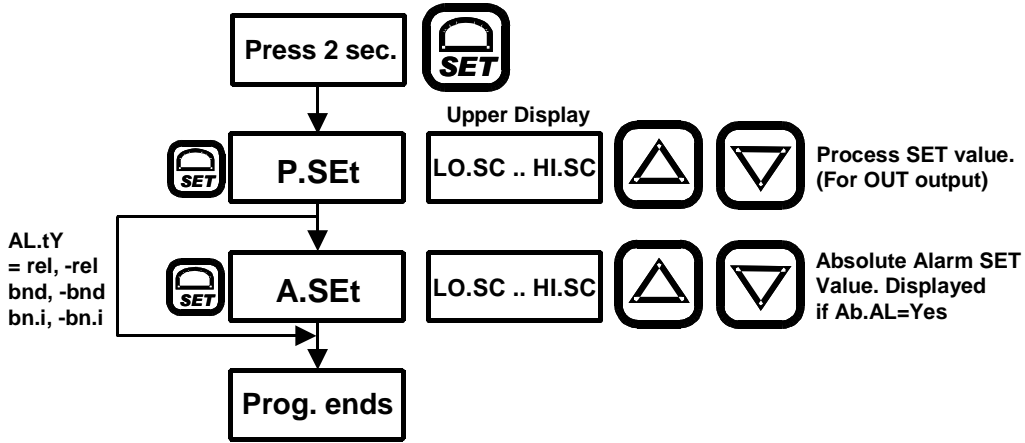 Press 2 sec.
SET
Upper Display
SET
P.SEt
LO.SC .. HI.SC
Process SET value.
(For OUT output)
AL.tY
= rel, -rel
bnd, -bnd
bn.i, -bn.i
SET
A.SEt
LO.SC .. HI.SC
Absolute Alarm SET
Value. Displayed
if Ab.AL=Yes
Prog. ends